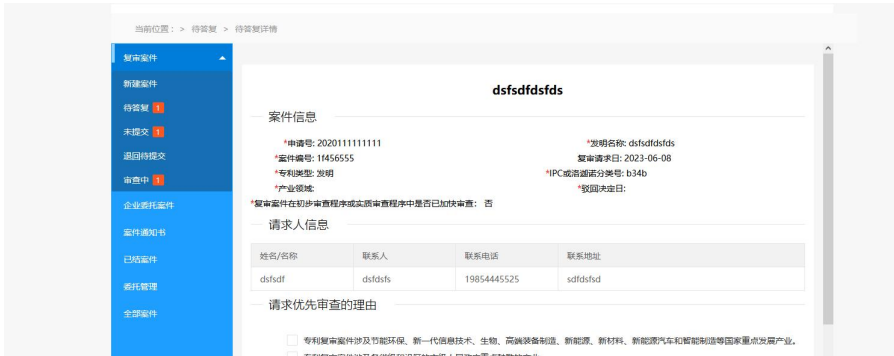 当前位置： > 待答复 > 待答复详情
复审案件
新建案件
待答复 1
未提交 1
退回待提交
审查中 1
企业委托案件
案件通知书
已结案件
委托管理
全部案件
dsfsdfdsfds
案件信息
*申请号: 2020111111111 *发明名称: dsfsdfdsfds
*案件编号: 1f456555 复审请求日: 2023-06-08
*专利类型: 发明 *IPC或洛迦诺分类号: b34b
*产业领域: *驳回决定日:
*复审案件在初步审查程序或实质审查程序中是否已加快审查： 否
请求人信息
姓名/名称 联系人 联系电话 联系地址
dsfsdf dsfdsfs 19854445525 sdfdsfsd
请求优先审查的理由
专利复审案件涉及节能环保、新一代信息技术、生物、高端装备制造、新能源、新材料、新能源汽车和智能制造等国家重点发展产业。